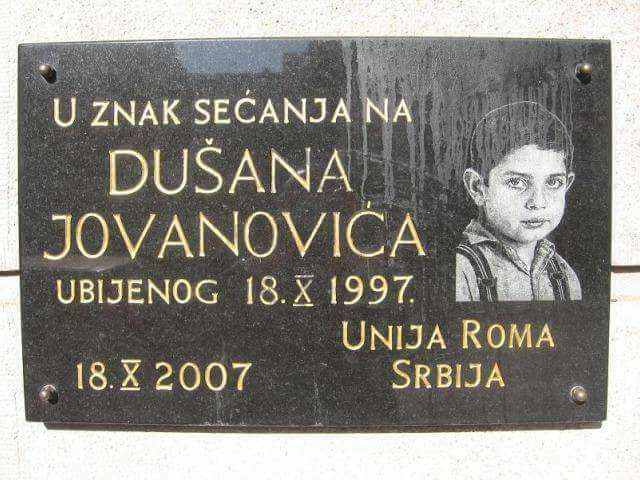 U ZNAK SEĆANJA NA
DUŠANA
JOVANOVIĆA
UBIJENOG 18.X 1997.
UNIJA ROMA
SRBIJA
18.X 2007